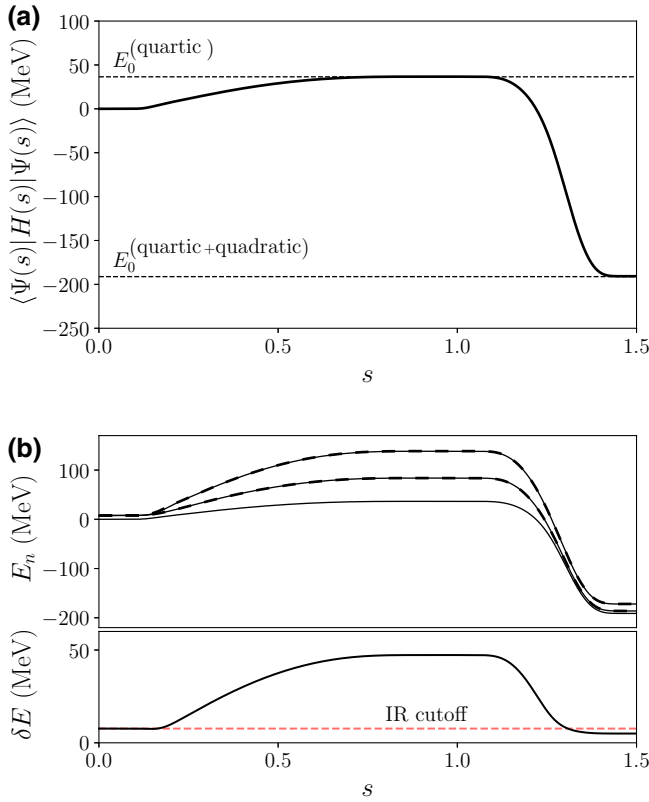 (a)
100
50
0
−50
−100
−150
−200
−250
⟨Ψ(s)|H(s)|Ψ(s)⟩ (MeV)
E₀^(quartic )
E₀^(quartic+quadratic)
0.0 0.5 1.0 1.5
s
(b)
100
0
−100
−200
Eₙ (MeV)
50
0
δE (MeV)
IR cutoff
0.0 0.5 1.0 1.5
s